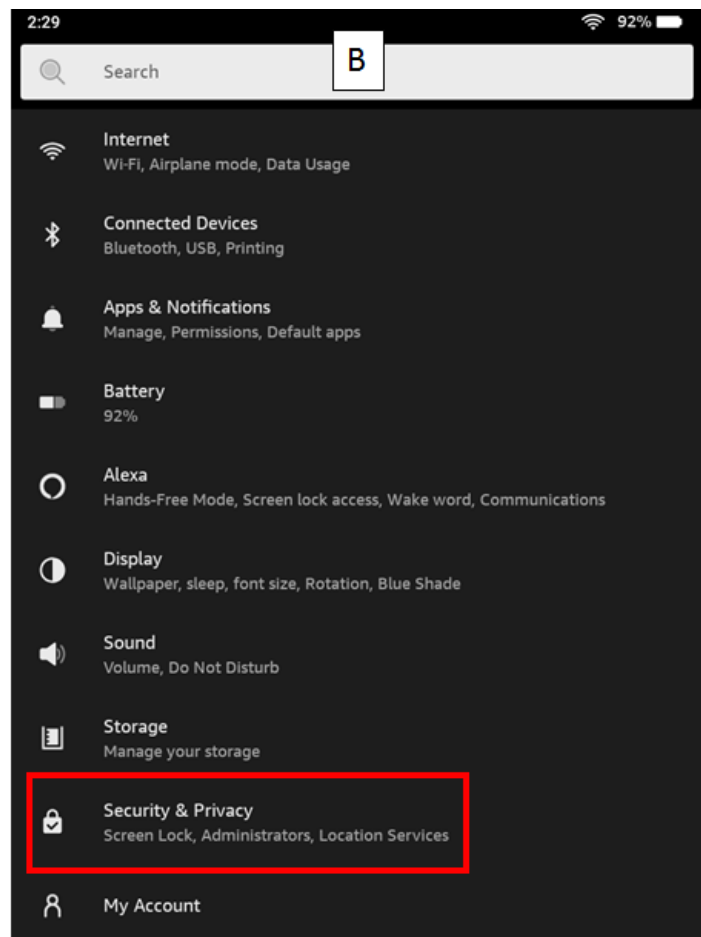 2:29 92%
B
Search
Internet
Wi-Fi, Airplane mode, Data Usage
Connected Devices
Bluetooth, USB, Printing
Apps & Notifications
Manage, Permissions, Default apps
Battery
92%
Alexa
Hands-Free Mode, Screen lock access, Wake word, Communications
Display
Wallpaper, sleep, font size, Rotation, Blue Shade
Sound
Volume, Do Not Disturb
Storage
Manage your storage
Security & Privacy
Screen Lock, Administrators, Location Services
My Account